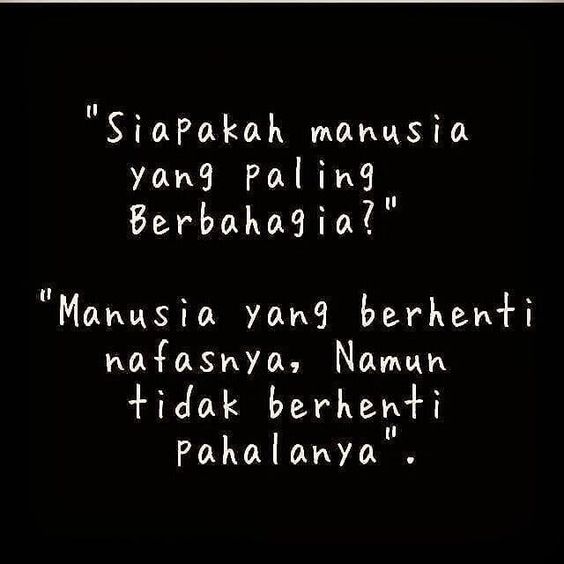 "Siapakah manusia
yang paling
Berbahagia?"
"Manusia yang berhenti
nafasnya, Namun
tidak berhenti
pahalanya".